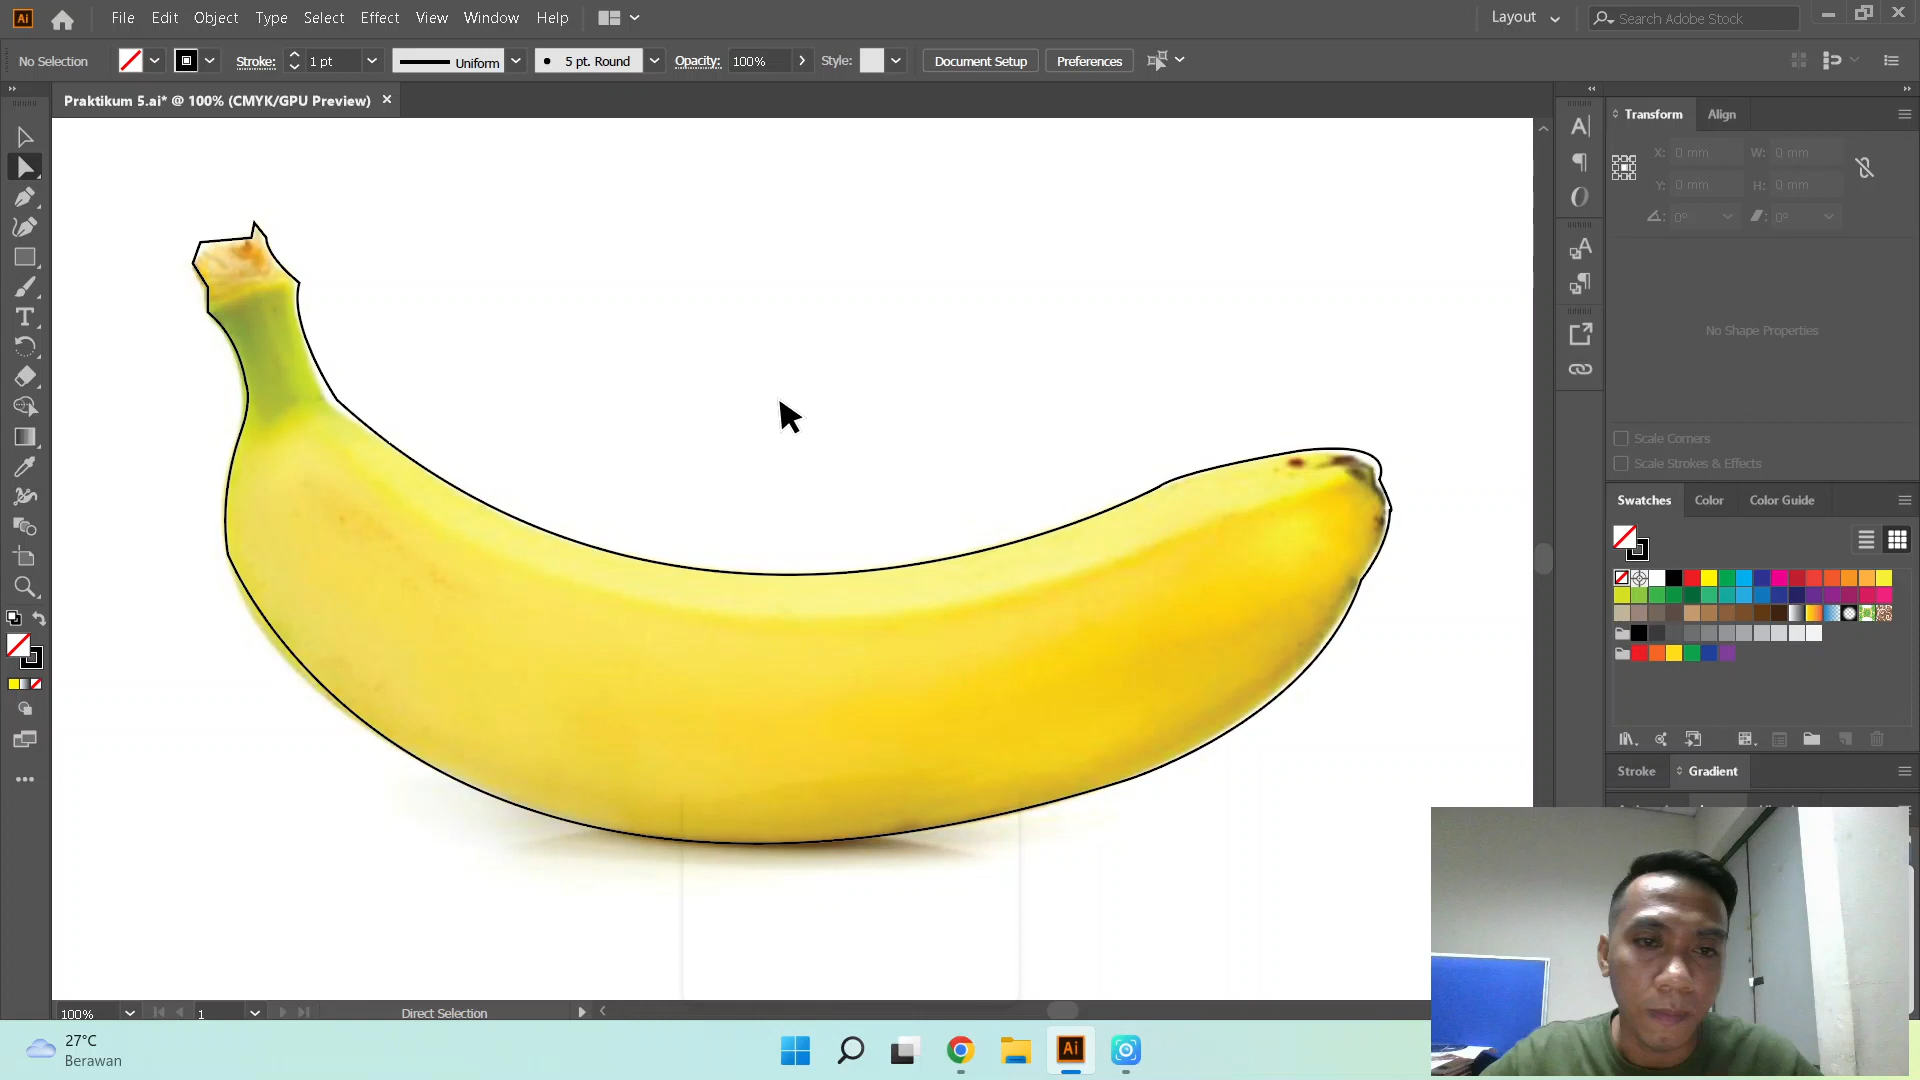 Ai File Edit Object Type Select Effect View Window Help Layout Search Adobe Stock
No Selection Stroke: 1 pt Uniform 5 pt. Round Opacity: 100% Style: Document Setup Preferences
Praktikum 5.ai* @ 100% (CMYK/GPU Preview) ×
Transform Align
X: 0 mm W: 0 mm
Y: 0 mm H: 0 mm
0° 0°
No Shape Properties
Scale Corners
Scale Strokes & Effects
Swatches Color Color Guide
Stroke Gradient
100% 1 Direct Selection
27°C
Berawan
Ai